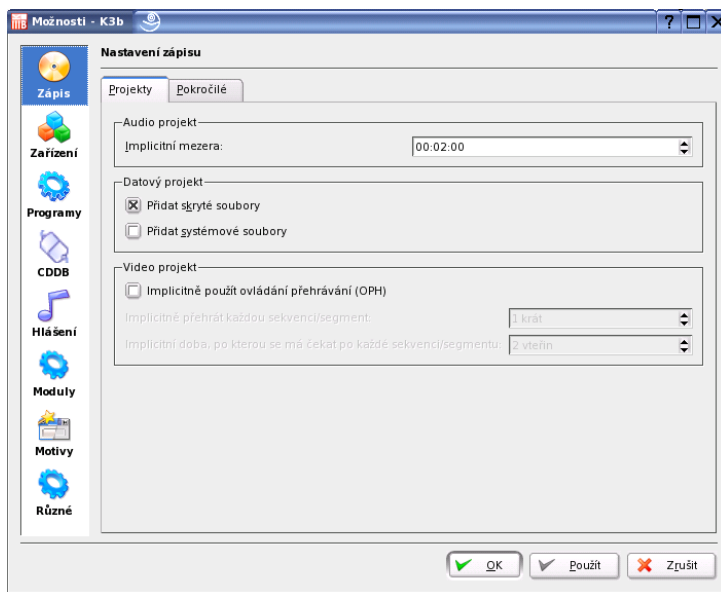 Možnosti - K3b
Nastavení zápisu
Zápis
Zařízení
Programy
CDDB
Hlášení
Moduly
Motivy
Různé
Projekty
Pokročilé
Audio projekt
Implicitní mezera:
00:02:00
Datový projekt
Přidat skryté soubory
Přidat systémové soubory
Video projekt
Implicitně použít ovládání přehrávání (OPH)
Implicitně přehrát každou sekvenci/segment:
1 krát
Implicitní doba, po kterou se má čekat po každé sekvenci/segmentu:
2 vteřin
OK
Použít
Zrušit